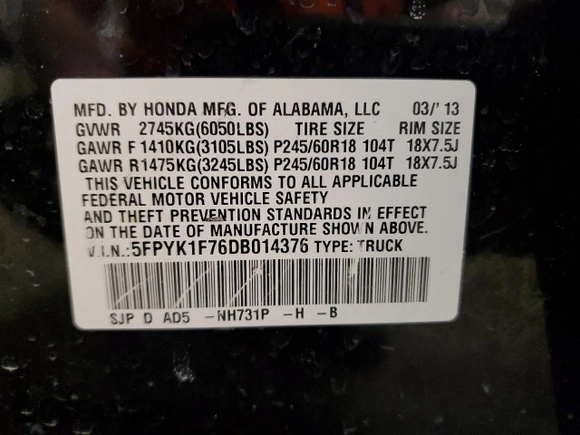 MFD. BY HONDA MFG. OF ALABAMA, LLC 03/'13
GVWR 2745KG(6050LBS) TIRE SIZE RIM SIZE
GAWR F1410KG(3105LBS) P245/60R18 104T 18X7.5J
GAWR R1475KG(3245LBS) P245/60R18 104T 18X7.5J
THIS VEHICLE CONFORMS TO ALL APPLICABLE
FEDERAL MOTOR VEHICLE SAFETY
AND THEFT PREVENTION STANDARDS IN EFFECT
ON THE DATE OF MANUFACTURE SHOWN ABOVE.
V.I.N.:5FPYK1F76DB014376 TYPE: TRUCK
SJP D AD5 -NH731P -H -B